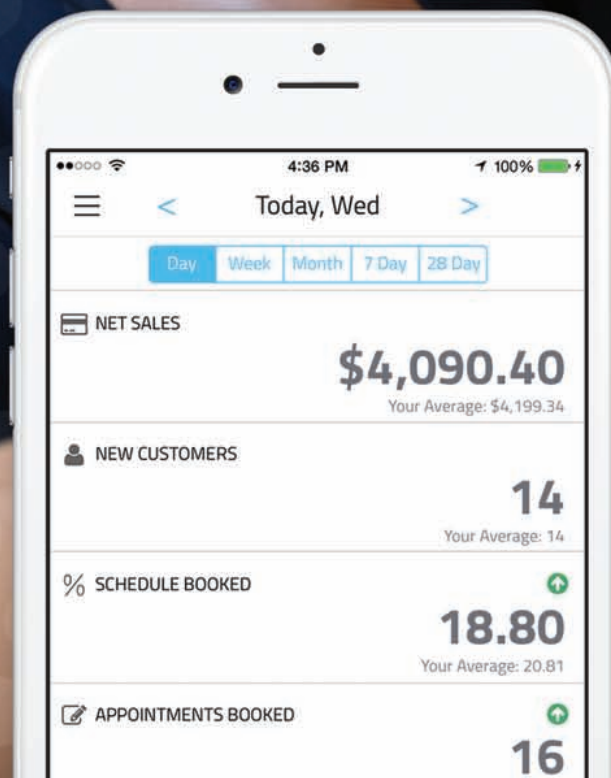 4:36 PM 100%
< Today, Wed >
Day Week Month 7 Day 28 Day
NET SALES
$4,090.40
Your Average: $4,199.34
NEW CUSTOMERS
14
Your Average: 14
% SCHEDULE BOOKED
18.80
Your Average: 20.81
APPOINTMENTS BOOKED
16